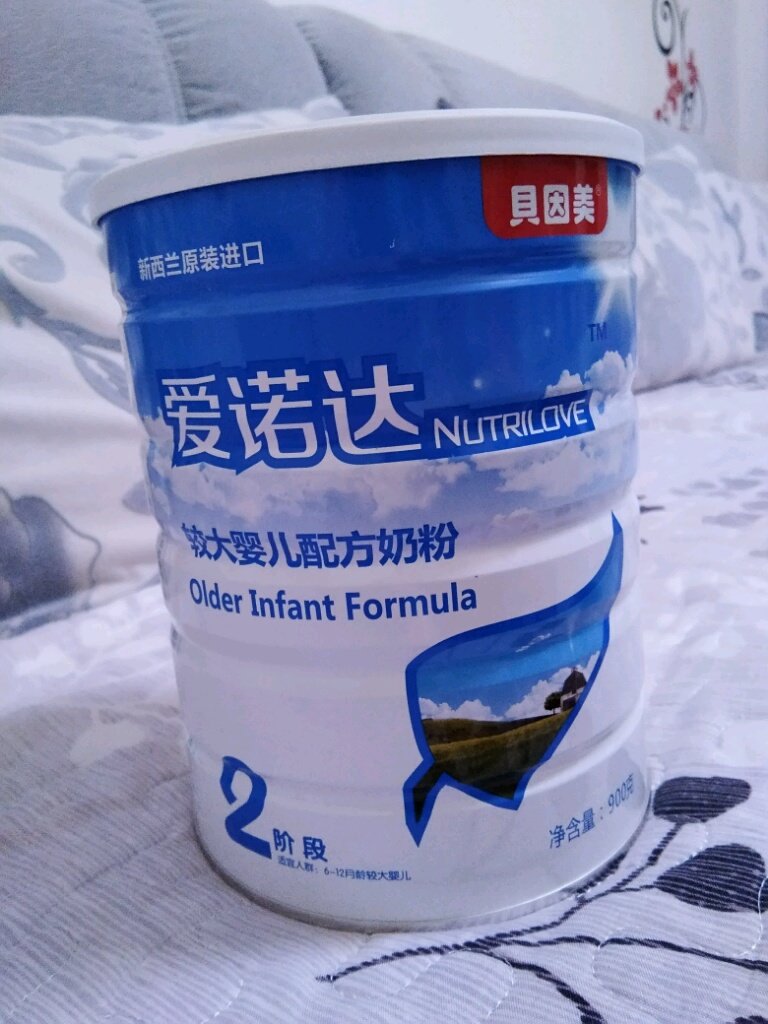 貝因美
新西兰原装进口
TM
爱诺达 NUTRILOVE
较大婴儿配方奶粉
Older Infant Formula
2阶段
适宜人群：6-12月龄较大婴儿
净含量：900克